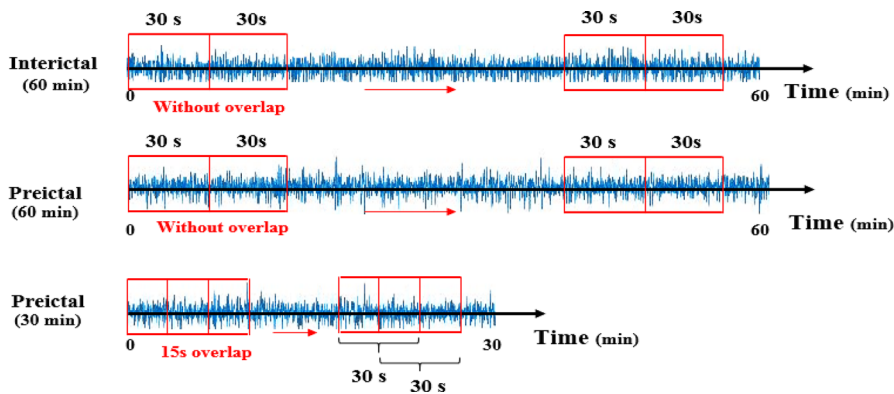 30 s 30s 30 s 30s
Interictal
(60 min)
0 60 Time (min)
Without overlap
30 s 30s 30 s 30s
Preictal
(60 min)
0 60 Time (min)
Without overlap
Preictal
(30 min)
0 30 Time (min)
15s overlap
30 s
30 s